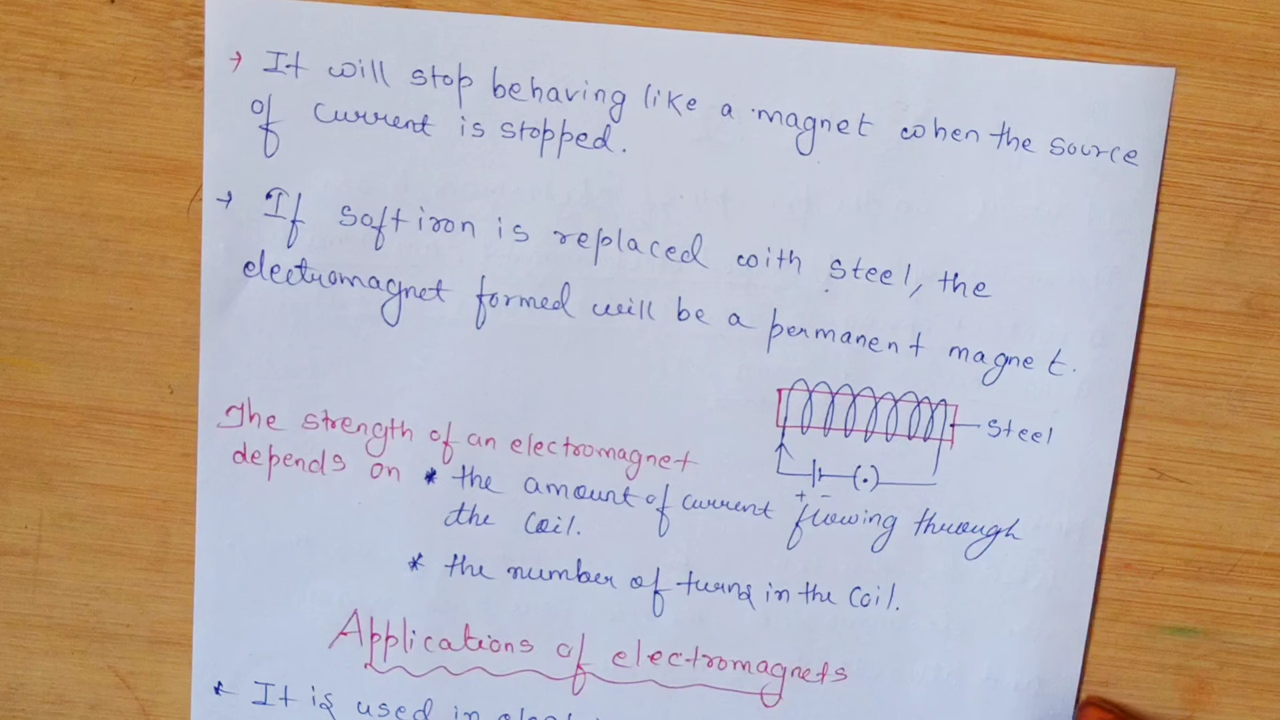 → It will stop behaving like a magnet when the source
of current is stopped.
→ If soft iron is replaced with steel, the
electromagnet formed will be a permanent magnet.
Steel
+ -
The strength of an electromagnet
depends on * the amount of current flowing through
the coil.
* the number of turns in the coil.
Applications of electromagnets
* It is used in